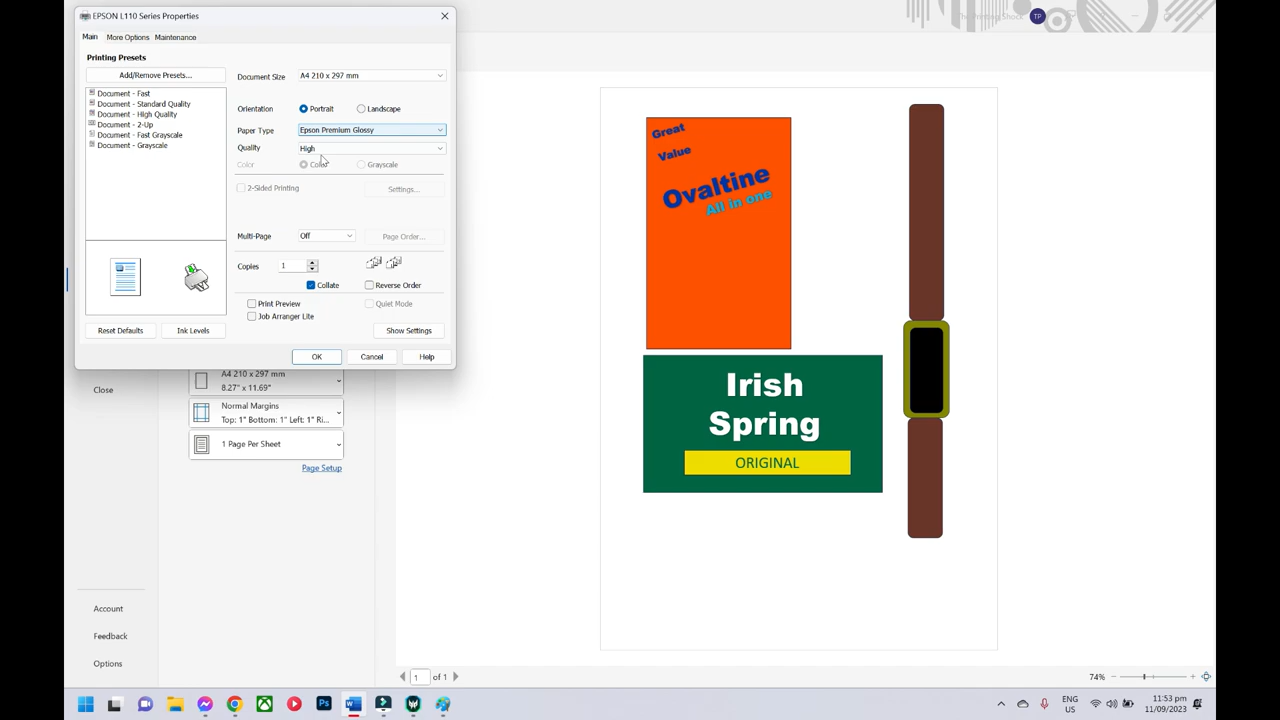 EPSON L110 Series Properties
Main More Options Maintenance
Printing Presets
Add/Remove Presets...
Document - Fast
Document - Standard Quality
Document - High Quality
Document - 2-Up
Document - Fast Grayscale
Document - Grayscale
Reset Defaults Ink Levels
Document Size A4 210 x 297 mm
Orientation Portrait Landscape
Paper Type Epson Premium Glossy
Quality High
Color Color Grayscale
2-Sided Printing Settings...
Multi-Page Off Page Order...
Copies 1
Collate Reverse Order
Print Preview Quiet Mode
Job Arranger Lite
Show Settings
OK Cancel Help
TP
Close
A4 210 x 297 mm
8.27" x 11.69"
Normal Margins
Top: 1" Bottom: 1" Left: 1" Ri...
1 Page Per Sheet
Page Setup
Account
Feedback
Options
Great
Value
Ovaltine
All in one
Irish
Spring
ORIGINAL
1 of 1
74%
ENG
US
11:53 pm
11/09/2023